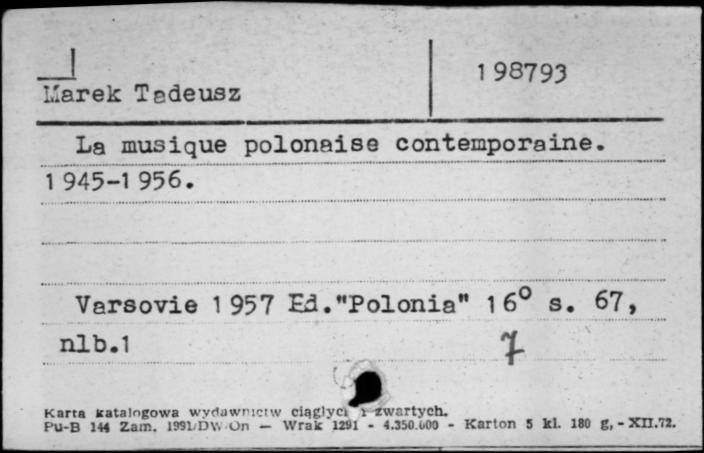 198793
Marek Tadeusz
La musique polonaise contemporaine.
1945-1956.
Varsovie 1957 Ed."Polonia" 16° s. 67,
nlb.1
7
Karta katalogowa wydawnictw ciągłych i zwartych.
Pu-B 144 Zam. 1991/DW/On — Wrak 1291 - 4.350.000 - Karton 5 kl. 180 g, - XII.72.